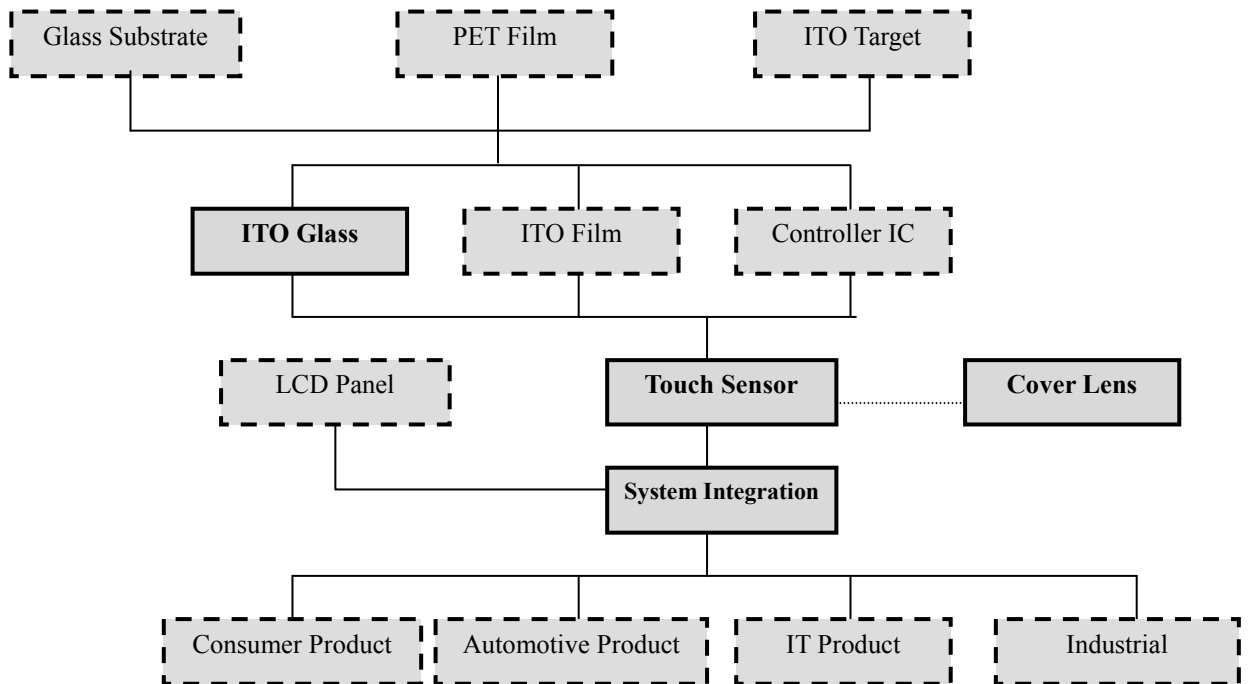 Glass Substrate
PET Film
ITO Target
ITO Glass
ITO Film
Controller IC
LCD Panel
Touch Sensor
Cover Lens
System Integration
Consumer Product
Automotive Product
IT Product
Industrial